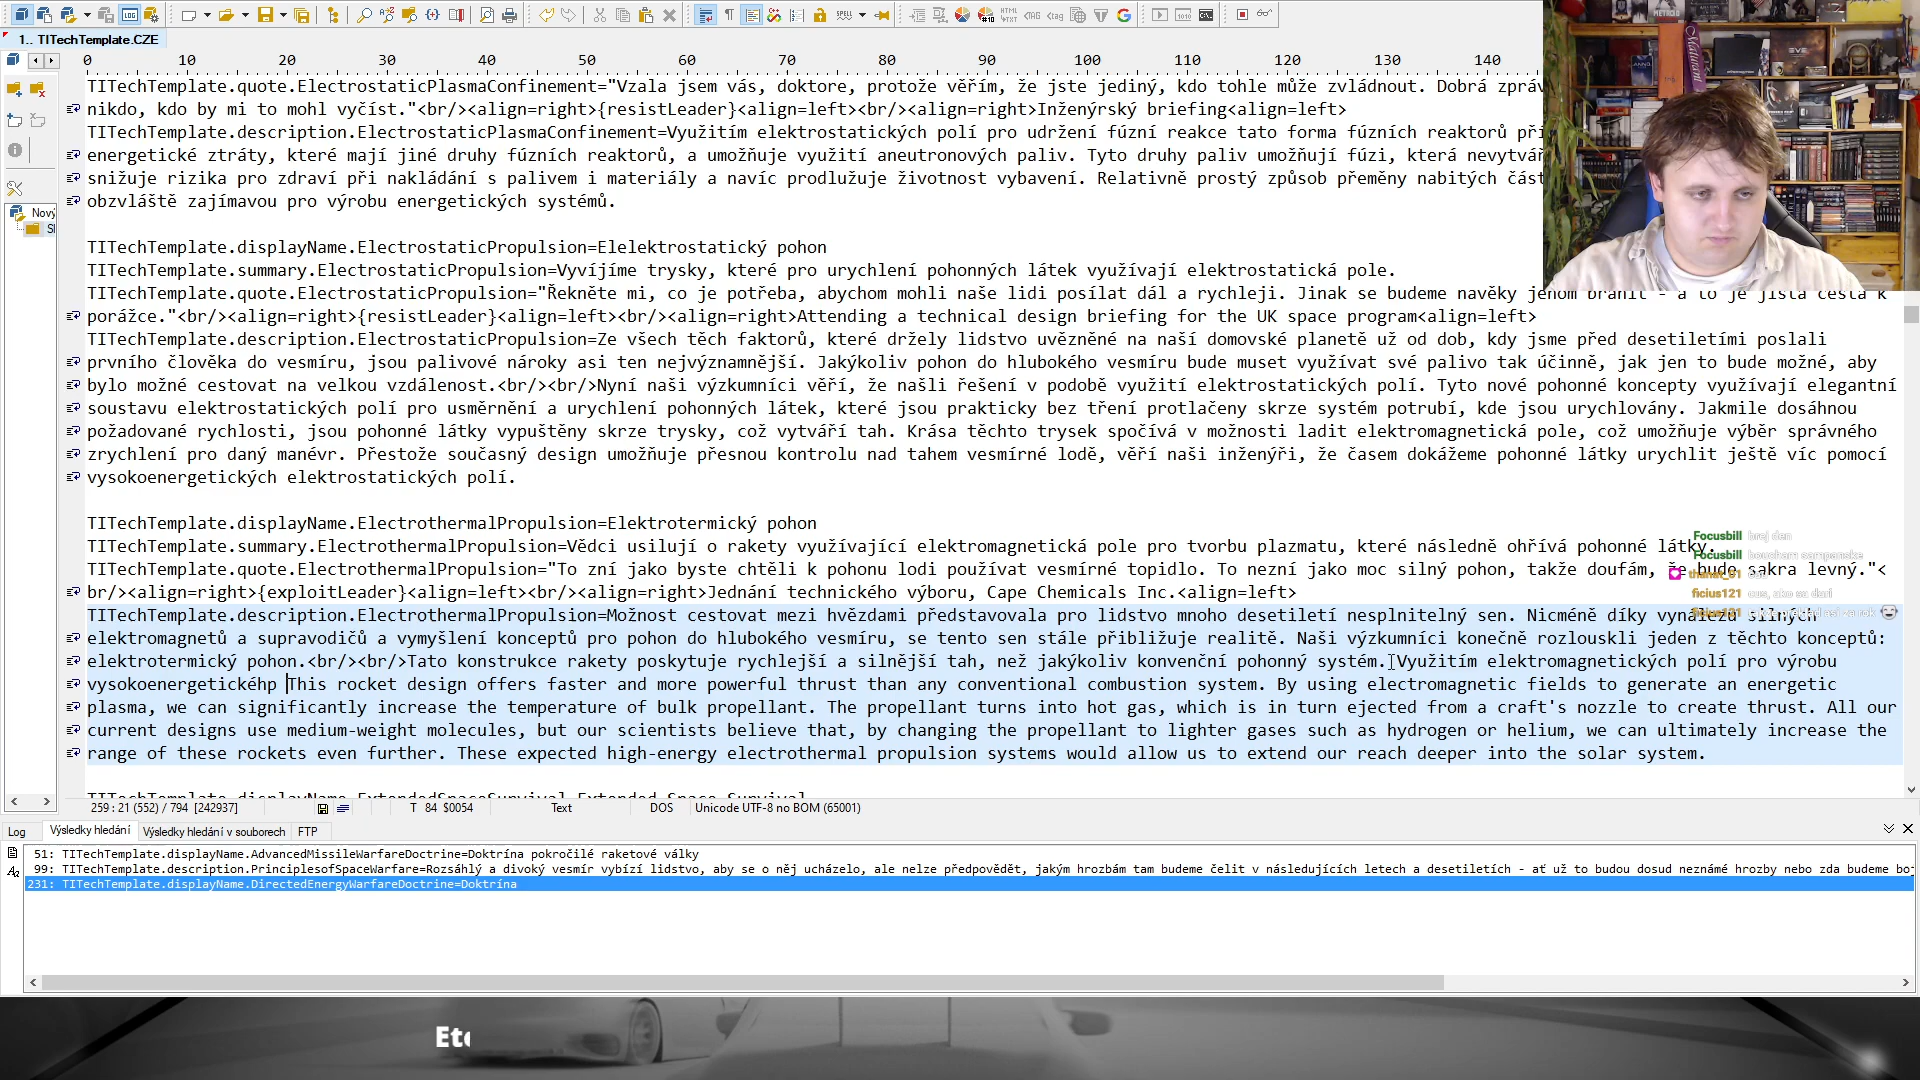 1.. TITechTemplate.CZE
0 10 20 30 40 50 60 70 80 90 100 110 120 130 140
TITechTemplate.quote.ElectrostaticPlasmaConfinement="Vzala jsem vás, doktore, protože věřím, že jste jediný, kdo tohle může zvládnout. Dobrá
nikdo, kdo by mi to mohl vyčíst."<br/><align=right>{resistLeader}<align=left><br/><align=right>Inženýrský briefing<align=left>
TITechTemplate.description.ElectrostaticPlasmaConfinement=Využitím elektrostatických polí pro udržení fúzní reakce tato forma fúzních reaktorů
energetické ztráty, které mají jiné druhy fúzních reaktorů, a umožňuje využití aneutronových paliv. Tyto druhy paliv umožňují fúzi, která
snižuje rizika pro zdraví při nakládání s palivem i materiály a navíc prodlužuje životnost vybavení. Relativně prostý způsob přeměny nabitých
obzvláště zajímavou pro výrobu energetických systémů.
TITechTemplate.displayName.ElectrostaticPropulsion=Elelektrostatický pohon
TITechTemplate.summary.ElectrostaticPropulsion=Vyvíjíme trysky, které pro urychlení pohonných látek využívají elektrostatická pole.
TITechTemplate.quote.ElectrostaticPropulsion="Řekněte mi, co je potřeba, abychom mohli naše lidi posílat dál a rychleji. Jinak se budeme navěky jenom bránit - a to je jistá cesta k
porážce."<br/><align=right>{resistLeader}<align=left><br/><align=right>Attending a technical design briefing for the UK space program<align=left>
TITechTemplate.description.ElectrostaticPropulsion=Ze všech těch faktorů, které držely lidstvo uvězněné na naší domovské planetě už od dob, kdy jsme před desetiletími poslali
prvního člověka do vesmíru, jsou palivové nároky asi ten nejvýznamnější. Jakýkoliv pohon do hlubokého vesmíru bude muset využívat své palivo tak účinně, jak jen to bude možné, aby
bylo možné cestovat na velkou vzdálenost.<br/><br/>Nyní naši výzkumníci věří, že našli řešení v podobě využití elektrostatických polí. Tyto nové pohonné koncepty využívají elegantní
soustavu elektrostatických polí pro usměrnění a urychlení pohonných látek, které jsou prakticky bez tření protlačeny skrze systém potrubí, kde jsou urychlovány. Jakmile dosáhnou
požadované rychlosti, jsou pohonné látky vypuštěny skrze trysky, což vytváří tah. Krása těchto trysek spočívá v možnosti ladit elektromagnetická pole, což umožňuje výběr správného
zrychlení pro daný manévr. Přestože současný design umožňuje přesnou kontrolu nad tahem vesmírné lodě, věří naši inženýři, že časem dokážeme pohonné látky urychlit ještě víc pomocí
vysokoenergetických elektrostatických polí.
TITechTemplate.displayName.ElectrothermalPropulsion=Elektrotermický pohon
TITechTemplate.summary.ElectrothermalPropulsion=Vědci usilují o rakety využívající elektromagnetická pole pro tvorbu plazmatu, které následně ohřívá pohonné látky.
TITechTemplate.quote.ElectrothermalPropulsion="To zní jako byste chtěli k pohonu lodi používat vesmírné topidlo. To nezní jako moc silný pohon, takže doufám, že bude sakra levný."<
br/><align=right>{exploitLeader}<align=left><br/><align=right>Jednání technického výboru, Cape Chemicals Inc.<align=left>
TITechTemplate.description.ElectrothermalPropulsion=Možnost cestovat mezi hvězdami představovala pro lidstvo mnoho desetiletí nesplnitelný sen. Nicméně díky vynálezu silných
elektromagnetů a supravodičů a vymyšlení konceptů pro pohon do hlubokého vesmíru, se tento sen stále přibližuje realitě. Naši výzkumníci konečně rozlouskli jeden z těchto konceptů:
elektrotermický pohon.<br/><br/>Tato konstrukce rakety poskytuje rychlejší a silnější tah, než jakýkoliv konvenční pohonný systém. Využitím elektromagnetických polí pro výrobu
vysokoenergetickéhp This rocket design offers faster and more powerful thrust than any conventional combustion system. By using electromagnetic fields to generate an energetic
plasma, we can significantly increase the temperature of bulk propellant. The propellant turns into hot gas, which is in turn ejected from a craft's nozzle to create thrust. All our
current designs use medium-weight molecules, but our scientists believe that, by changing the propellant to lighter gases such as hydrogen or helium, we can ultimately increase the
range of these rockets even further. These expected high-energy electrothermal propulsion systems would allow us to extend our reach deeper into the solar system.
TITechTemplate.displayName.ExtendedSpaceSurvival=Extended Space Survival
Focusbill hrej den
Focusbill
ficius121
ficius121
Nový
259 : 21 (552) / 794 [242937] T 84 $0054 Text DOS Unicode UTF-8 no BOM (65001)
Log Výsledky hledání Výsledky hledání v souborech FTP
51: TITechTemplate.displayName.AdvancedMissileWarfareDoctrine=Doktrína pokročilé raketové války
99: TITechTemplate.description.PrinciplesofSpaceWarfare=Rozsáhlý a divoký vesmír vybízí lidstvo, aby se o něj ucházelo, ale nelze předpovědět, jakým hrozbám tam budeme čelit v následujících letech a desetiletích - ať už to budou dosud neznámé hrozby nebo zda budeme
231: TITechTemplate.displayName.DirectedEnergyWarfareDoctrine=Doktrína